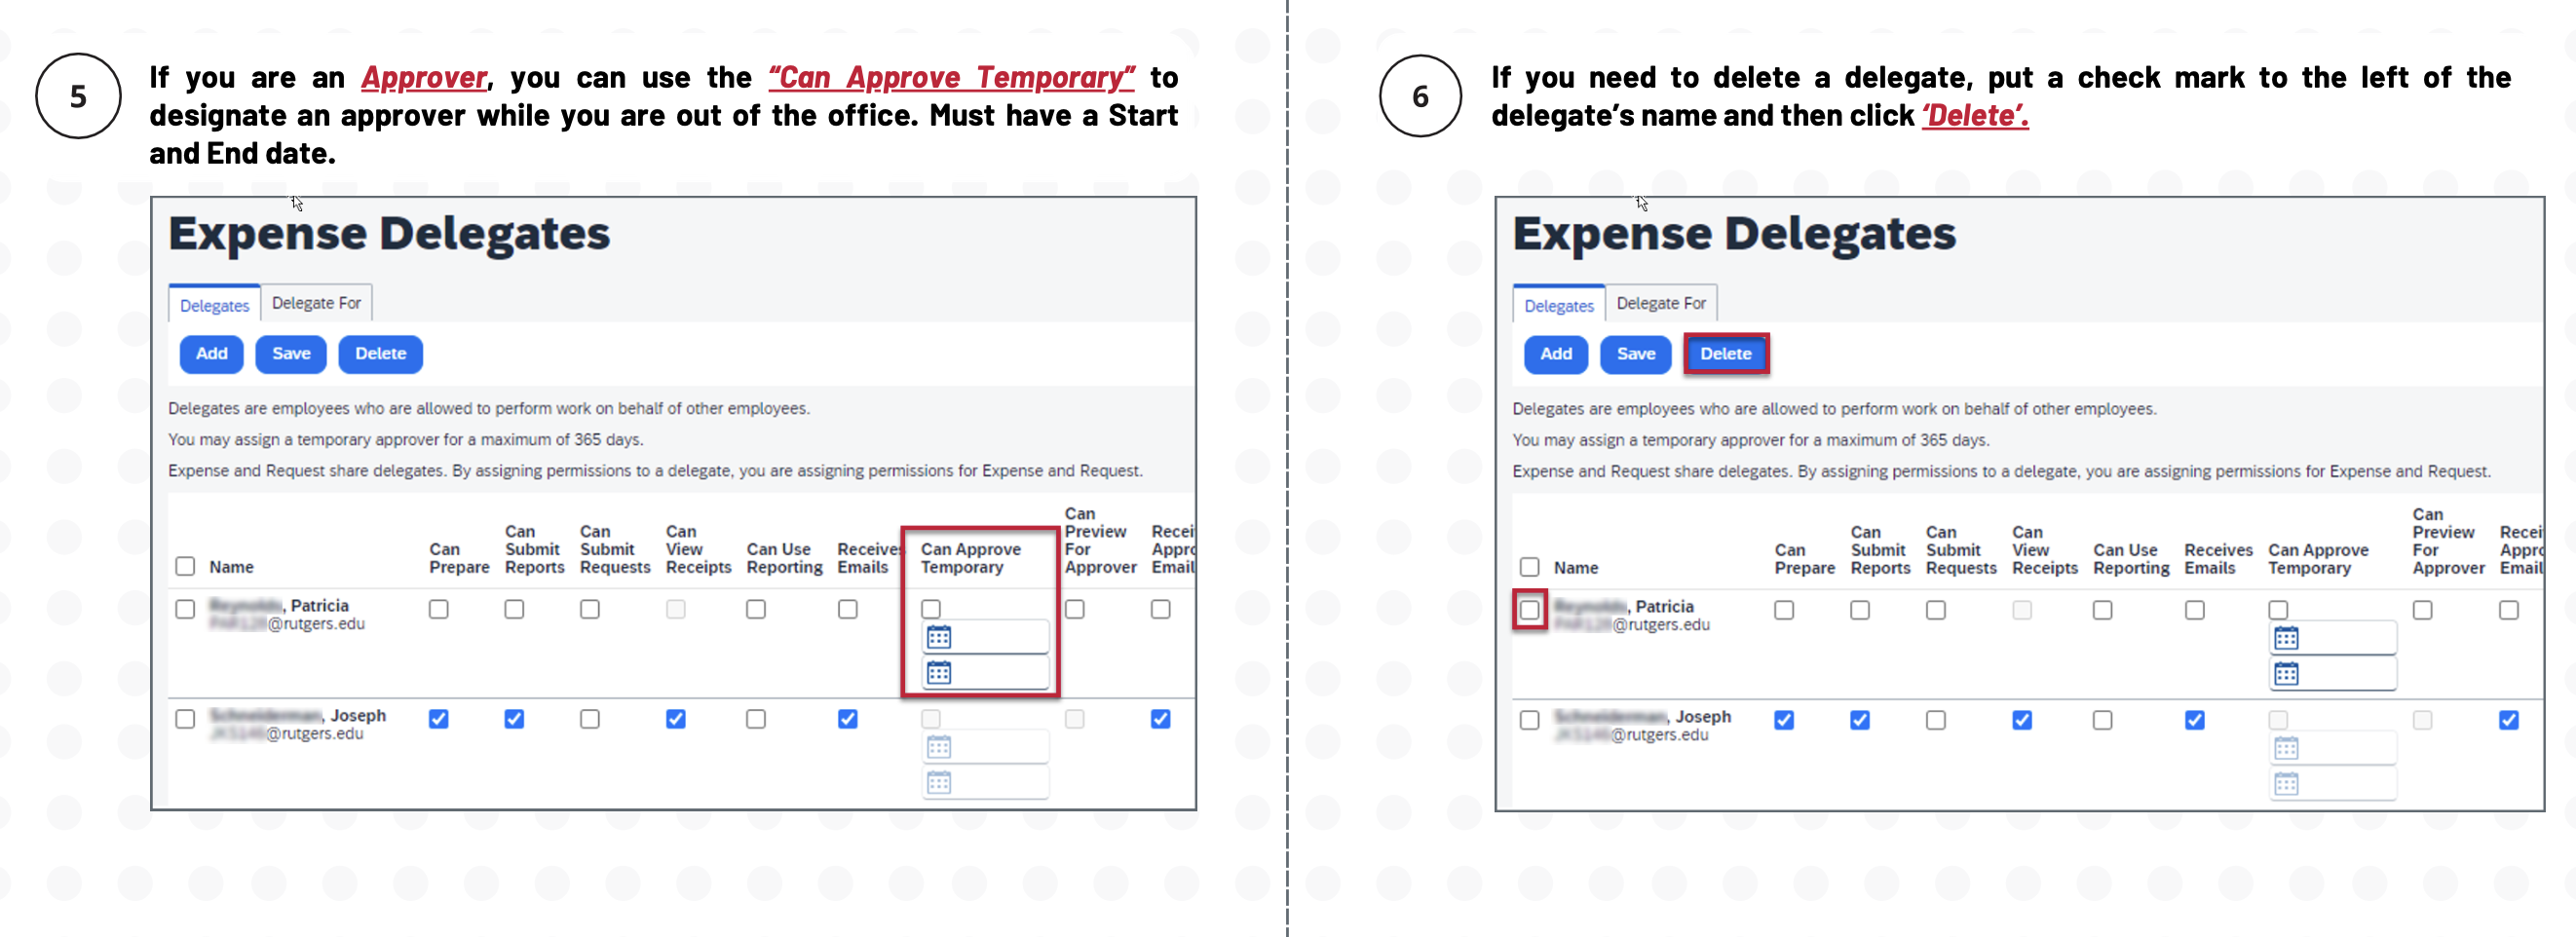 5
If you are an Approver, you can use the “Can Approve Temporary” to
designate an approver while you are out of the office. Must have a Start
and End date.
Expense Delegates
Delegates Delegate For
Add Save Delete
Delegates are employees who are allowed to perform work on behalf of other employees.
You may assign a temporary approver for a maximum of 365 days.
Expense and Request share delegates. By assigning permissions to a delegate, you are assigning permissions for Expense and Request.
Can
Can Can Can Preview Recei
Can Submit Submit View Can Use Receives Can Approve For Appro
Name Prepare Reports Requests Receipts Reporting Emails Temporary Approver Email
, Patricia
@rutgers.edu
, Joseph
@rutgers.edu
6
If you need to delete a delegate, put a check mark to the left of the
delegate’s name and then click ‘Delete’.
Expense Delegates
Delegates Delegate For
Add Save Delete
Delegates are employees who are allowed to perform work on behalf of other employees.
You may assign a temporary approver for a maximum of 365 days.
Expense and Request share delegates. By assigning permissions to a delegate, you are assigning permissions for Expense and Request.
Can
Can Can Can Preview Recei
Can Submit Submit View Can Use Receives Can Approve For Appro
Name Prepare Reports Requests Receipts Reporting Emails Temporary Approver Email
, Patricia
@rutgers.edu
, Joseph
@rutgers.edu